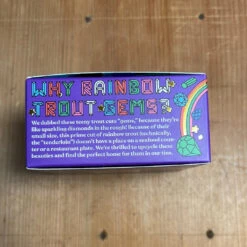 WHY RAINBOW
TROUT GEMS?
We dubbed these teeny trout cuts "gems," because they're
like sparkling diamonds in the rough! Because of their
small size, this prime cut of rainbow trout (technically,
the "tenderloin") doesn't have a place on a seafood count-
er or a restaurant plate. We're thrilled to upcycle these
beauties and find the perfect home for them in our tins.